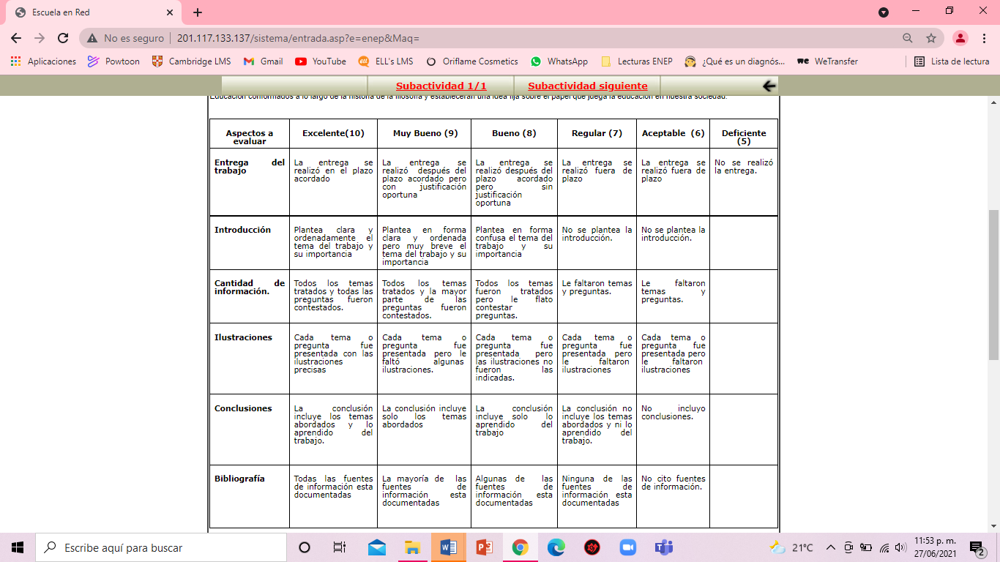 Escuela en Red
No es seguro
201.117.133.137/sistema/entrada.asp?e=enep&Maq=
Aplicaciones
Powtoon
Cambridge LMS
Gmail
YouTube
ELL's LMS
Oriflame Cosmetics
WhatsApp
Lecturas ENEP
¿Qué es un diagnós...
WeTransfer
Lista de lectura
Subactividad 1/1
Subactividad siguiente
Educación conformados a lo largo de la historia de la filosofía y establecerán una idea fija sobre el papel que juega la educación en nuestra sociedad.
Aspectos a
evaluar
Excelente(10)
Muy Bueno (9)
Bueno (8)
Regular (7)
Aceptable (6)
Deficiente
(5)
Entrega del
trabajo
La entrega se
realizó en el plazo
acordado
La entrega se
realizó después del
plazo acordado pero
con justificación
oportuna
La entrega se
realizó después del
plazo acordado
pero sin
justificación
oportuna
La entrega se
realizó fuera de
plazo
La entrega se
realizó fuera de
plazo
No se realizó
la entrega.
Introducción
Plantea clara y
ordenadamente el
tema del trabajo y
su importancia
Plantea en forma
clara y ordenada
pero muy breve el
tema del trabajo y su
importancia
Plantea en forma
confusa el tema del
trabajo y su
importancia
No se plantea la
introducción.
No se plantea la
introducción.
Cantidad de
información.
Todos los temas
tratados y todas las
preguntas fueron
contestados.
Todos los temas
tratados y la mayor
parte de las
preguntas fueron
contestados.
Todos los temas
fueron tratados
pero le flato
contestar
preguntas.
Le faltaron temas
y preguntas.
Le faltaron
temas y
preguntas.
Ilustraciones
Cada tema o
pregunta fue
presentada con las
ilustraciones
precisas
Cada tema o
pregunta fue
presentada pero le
faltó algunas
ilustraciones.
Cada tema o
pregunta fue
presentada pero
las ilustraciones no
fueron las
indicadas.
Cada tema o
pregunta fue
presentada pero
le faltaron
ilustraciones
Cada tema o
pregunta fue
presentada pero
le faltaron
ilustraciones
Conclusiones
La conclusión
incluye los temas
abordados y lo
aprendido del
trabajo.
La conclusión incluye
solo los temas
abordados
La conclusión
incluye solo lo
aprendido del
trabajo
La conclusión no
incluye los temas
abordados y ni lo
aprendido del
trabajo.
No incluyo
conclusiones.
Bibliografía
Todas las fuentes
de información esta
documentadas
La mayoría de las
fuentes de
información esta
documentadas
Algunas de las
fuentes de
información esta
documentadas
Ninguna de las
fuentes de
información esta
documentadas
No cito fuentes
de información.
Escribe aquí para buscar
21°C
11:53 p. m.
27/06/2021
2